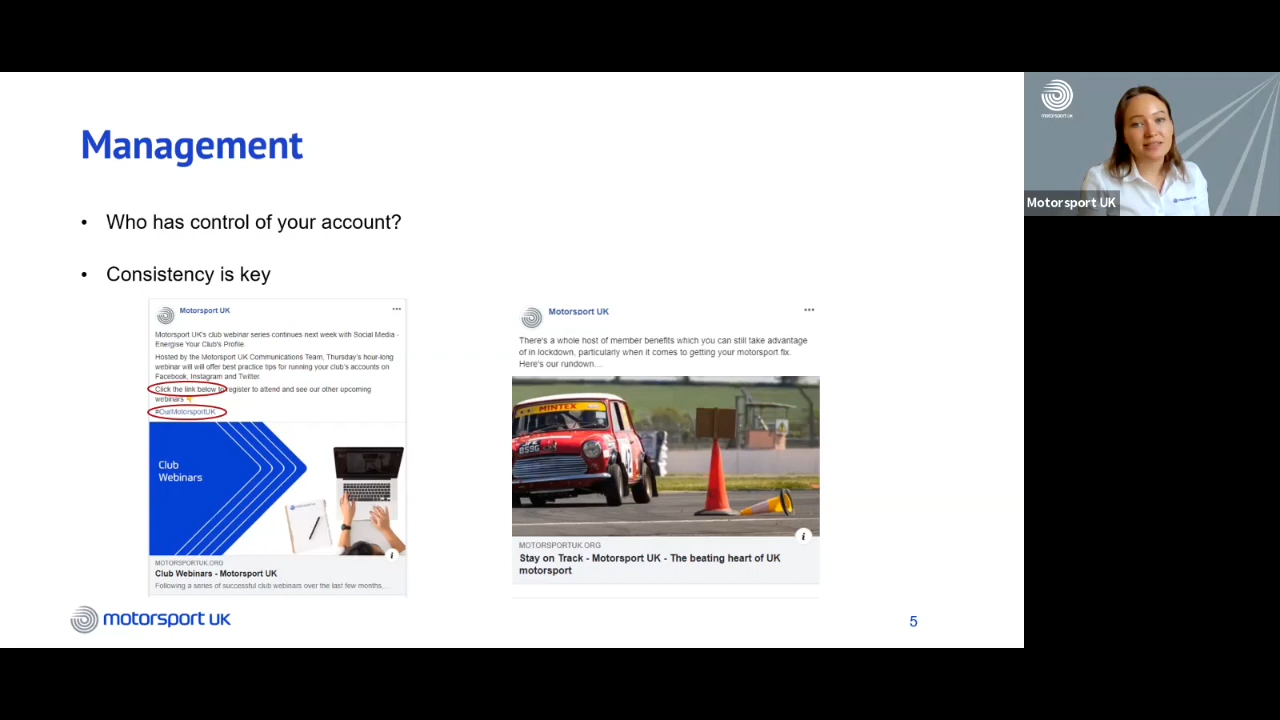 Management
• Who has control of your account?
• Consistency is key
Motorsport UK
Motorsport UK's club webinar series continues next week with Social Media -
Energise Your Club's Profile.
Hosted by the Motorsport UK Communications Team, Thursday's hour-long
webinar will will offer best practice tips for running your club's accounts on
Facebook, Instagram and Twitter.
Click the link below to register to attend and see our other upcoming
webinars
#OurMotorsportUK
Club
Webinars
MOTORSPORTUK.ORG
Club Webinars - Motorsport UK
Following a series of successful club webinars over the last few months,...
Motorsport UK
There's a whole host of member benefits which you can still take advantage
of in lockdown, particularly when it comes to getting your motorsport fix.
Here's our rundown....
MINTEX
MOTORSPORTUK.ORG
Stay on Track - Motorsport UK - The beating heart of UK
motorsport
motorsport UK
5
motorsport UK
Motorsport UK